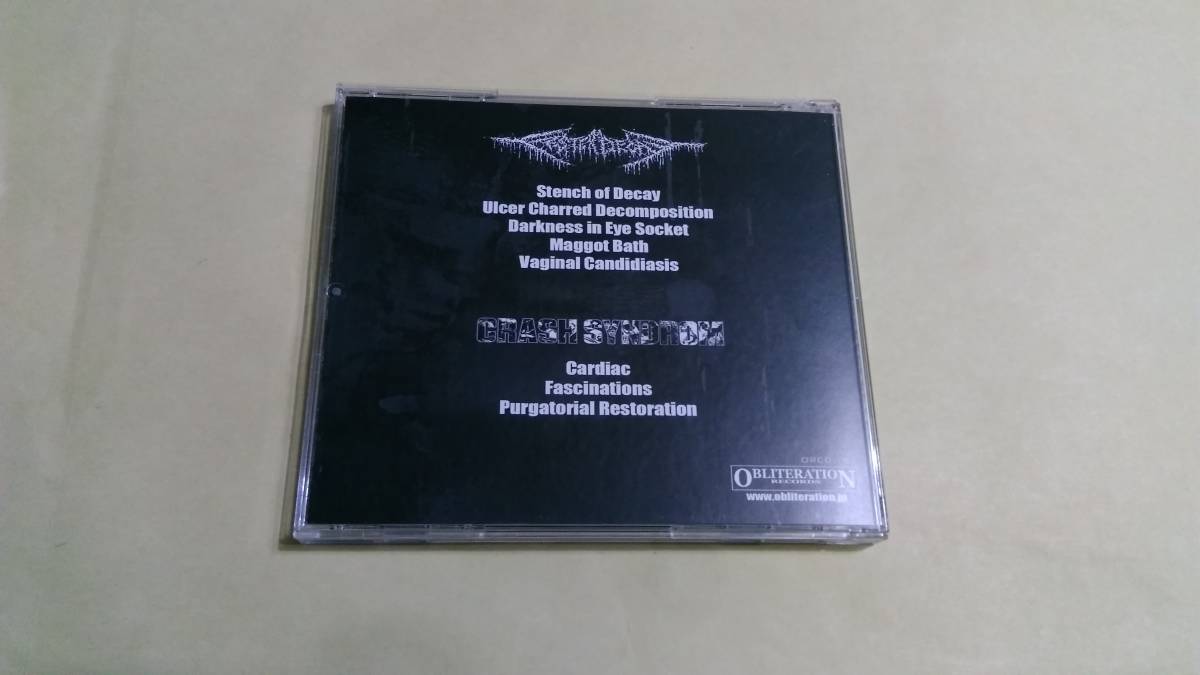 Stench of Decay
Ulcer Charred Decomposition
Darkness in Eye Socket
Maggot Bath
Vaginal Candidiasis
CRASH SYNDROM
Cardiac
Fascinations
Purgatorial Restoration
OBLITERATION
RECORDS
www.obliteration.jp